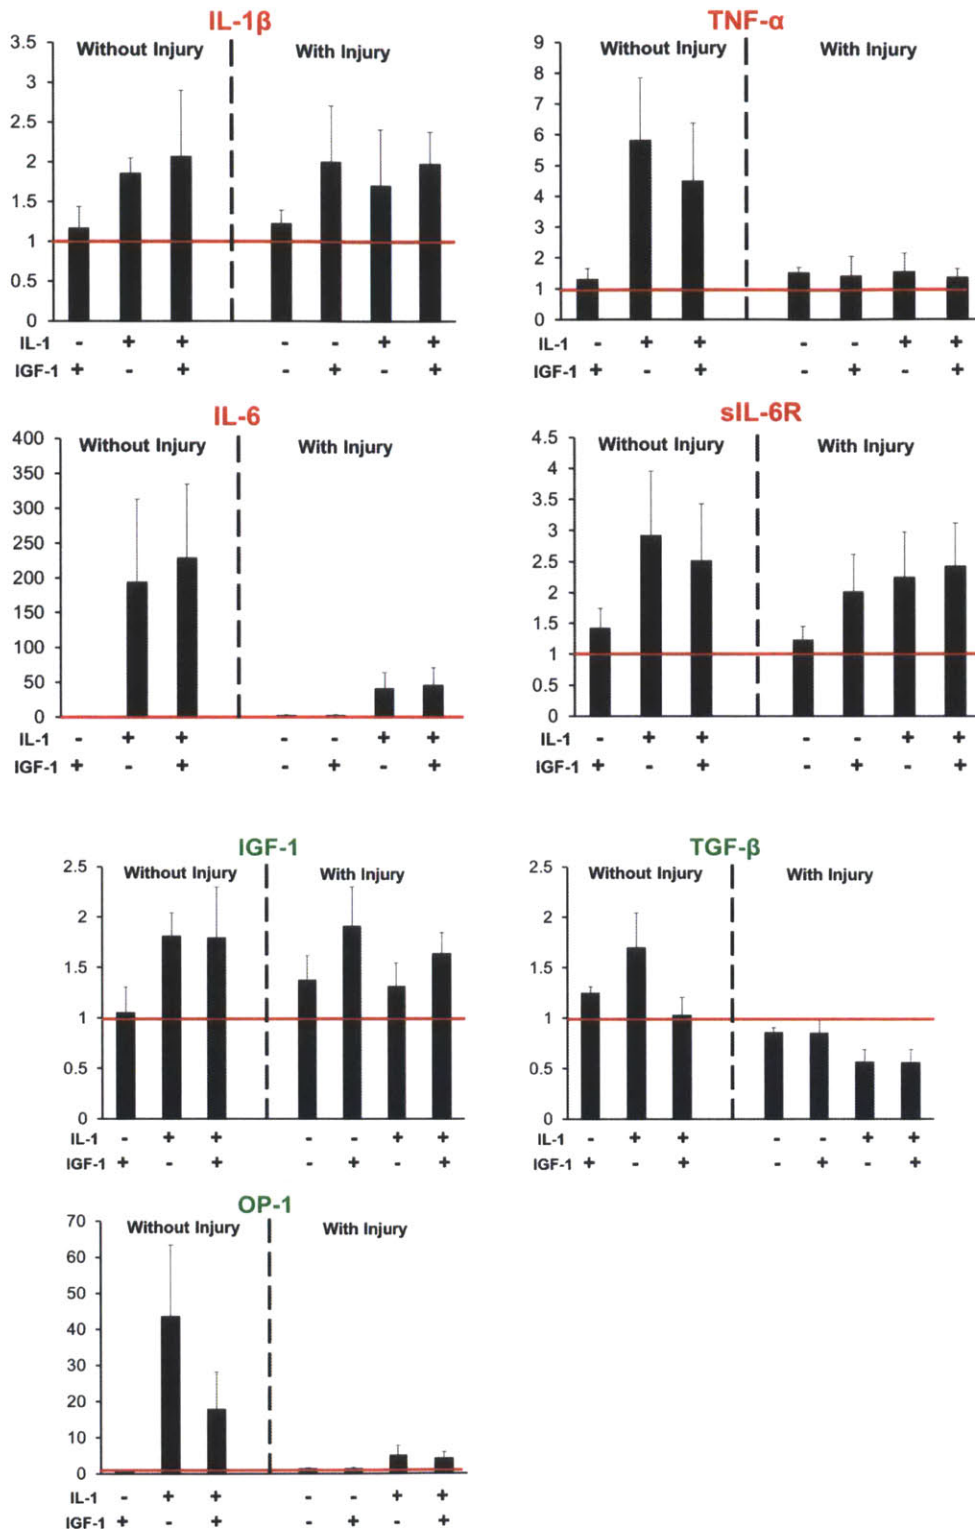 IL-1β
Without Injury With Injury
3.5
3
2.5
2
1.5
1
0.5
0
IL-1 - + + - - + +
IGF-1 + - + - + - +
TNF-α
Without Injury With Injury
9
8
7
6
5
4
3
2
1
0
IL-1 - + + - - + +
IGF-1 + - + - + - +
IL-6
Without Injury With Injury
400
350
300
250
200
150
100
50
0
IL-1 - + + - - + +
IGF-1 + - + - + - +
sIL-6R
Without Injury With Injury
4.5
4
3.5
3
2.5
2
1.5
1
0.5
0
IL-1 - + + - - + +
IGF-1 + - + - + - +
IGF-1
Without Injury With Injury
2.5
2
1.5
1
0.5
0
IL-1 - + + - - + +
IGF-1 + - + - + - +
TGF-β
Without Injury With Injury
2.5
2
1.5
1
0.5
0
IL-1 - + + - - + +
IGF-1 + - + - + - +
OP-1
Without Injury With Injury
70
60
50
40
30
20
10
0
IL-1 - + + - - + +
IGF-1 + - + - + - +